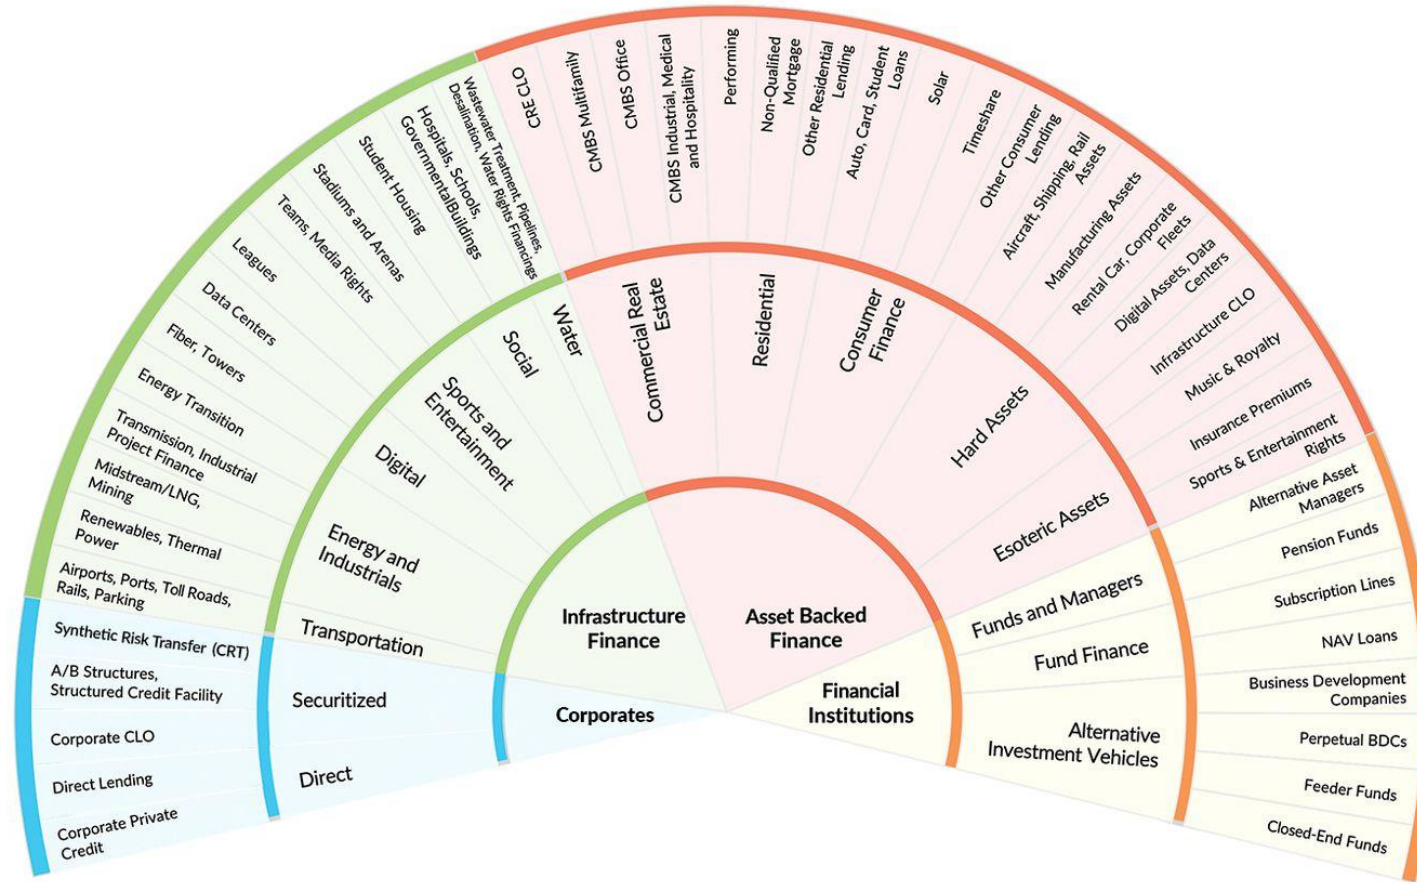 Infrastructure
Finance
Asset Backed
Finance
Corporates
Financial
Institutions
Direct
Securitized
Transportation
Energy and
Industrials
Digital
Sports and
Entertainment
Social
Water
Commercial Real
Estate
Residential
Consumer
Finance
Hard Assets
Esoteric Assets
Funds and Managers
Fund Finance
Alternative
Investment Vehicles
Corporate Private
Credit
Direct Lending
Corporate CLO
A/B Structures,
Structured Credit Facility
Synthetic Risk Transfer (CRT)
Airports, Ports, Toll Roads,
Rails, Parking
Renewables, Thermal
Power
Midstream/LNG,
Mining
Transmission, Industrial
Project Finance
Energy Transition
Fiber, Towers
Data Centers
Leagues
Teams, Media Rights
Stadiums and Arenas
Student Housing
Hospitals, Schools,
GovernmentalBuildings
Wastewater Treatment, Pipelines,
Desalination, Water Rights Financings
CRE CLO
CMBS Multifamily
CMBS Office
CMBS Industrial, Medical
and Hospitality
Performing
Non-Qualified
Mortgage
Other Residential
Lending
Auto, Card, Student
Loans
Solar
Timeshare
Other Consumer
Lending
Aircraft, Shipping, Rail
Assets
Manufacturing Assets
Rental Car, Corporate
Fleets
Digital Assets, Data
Centers
Infrastructure CLO
Music & Royalty
Insurance Premiums
Sports & Entertainment
Rights
Alternative Asset
Managers
Pension Funds
Subscription Lines
NAV Loans
Business Development
Companies
Perpetual BDCs
Feeder Funds
Closed-End Funds